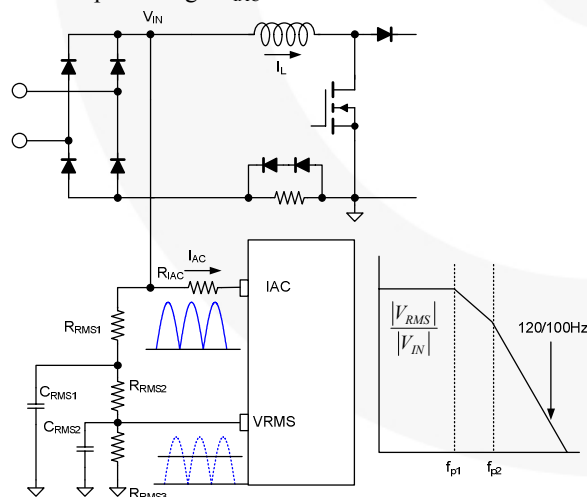 V_IN
I_L
I_AC
R_IAC
IAC
R_RMS1
|V_RMS|
|V_IN|
120/100Hz
C_RMS1
R_RMS2
C_RMS2
VRMS
R_RMS3
f_p1
f_p2